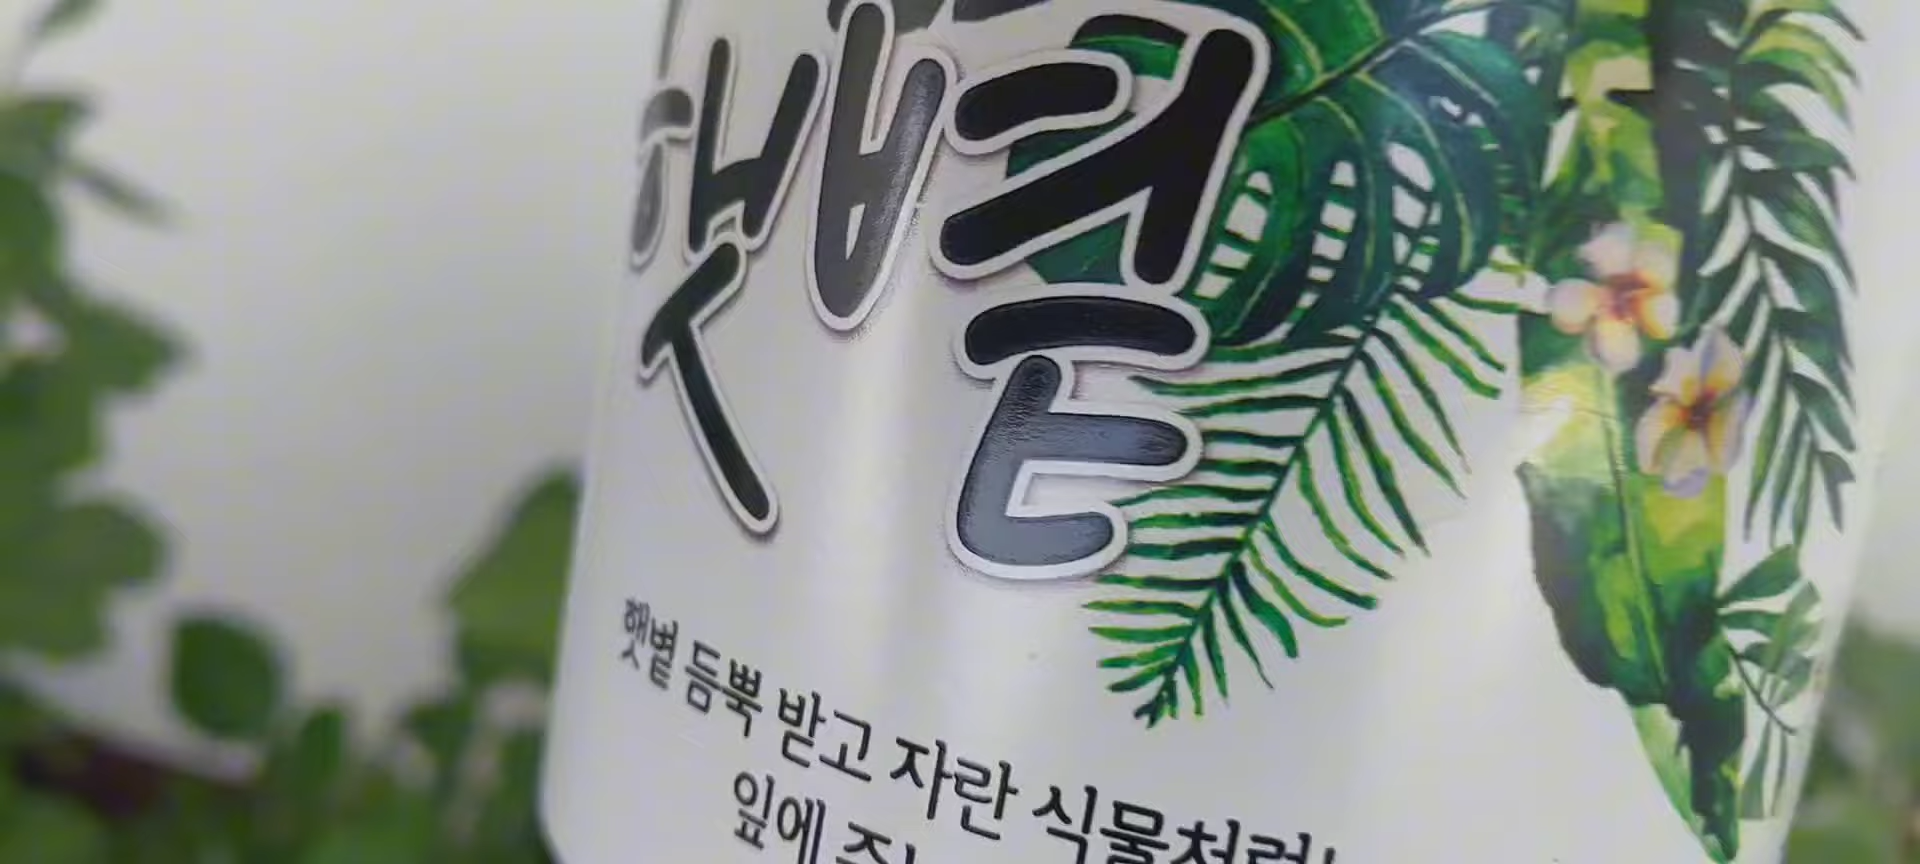 햇볕
햇볕 듬뿍 받고 자란 식물처럼
잎에